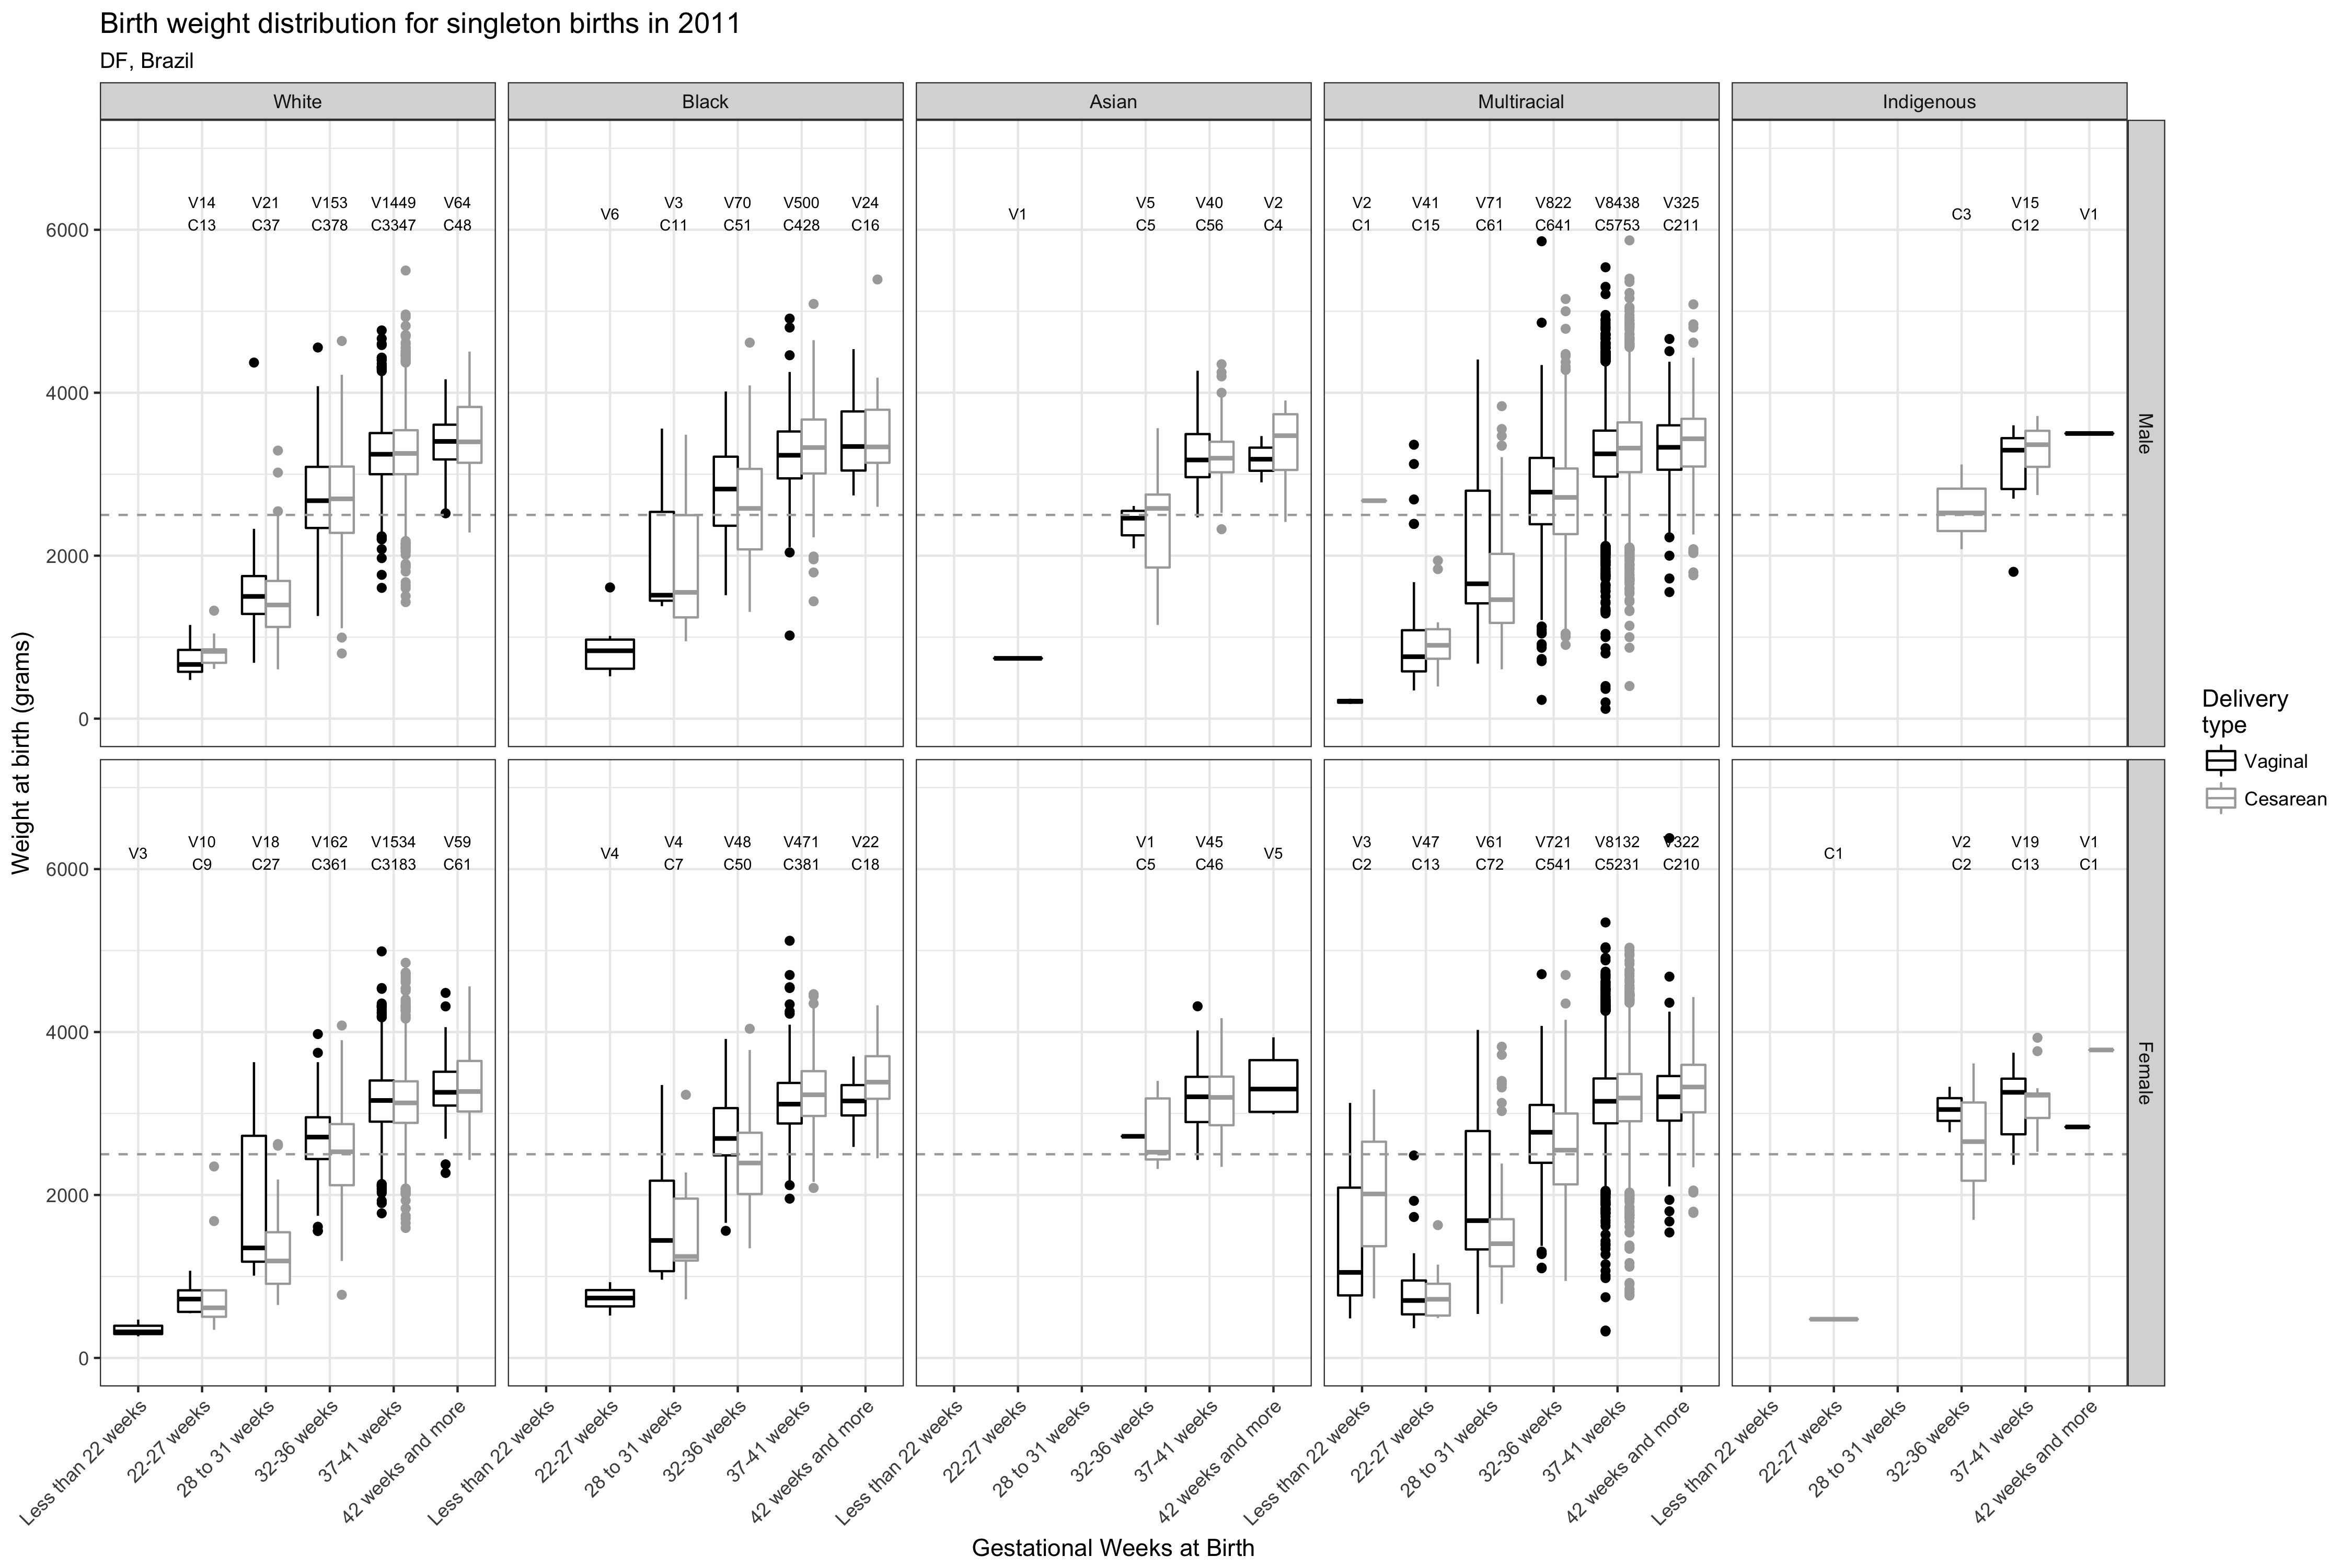 Birth weight distribution for singleton births in 2011
DF, Brazil
White
Black
Asian
Multiracial
Indigenous
Weight at birth (grams)
6000
4000
2000
0
V14 V21 V153 V1449 V64
C13 C37 C378 C3347 C48
V6 V3 V70 V500 V24
C11 C51 C428 C16
V1 V5 V40 V2
C5 C56 C4
V2 V41 V71 V822 V8438 V325
C1 C15 C61 C641 C5753 C211
C3 V15 V1
C12
Male
6000
4000
2000
0
V3 V10 V18 V162 V1534 V59
C9 C27 C361 C3183 C61
V4 V4 V48 V471 V22
C7 C50 C381 C18
V1 V45 V5
C5 C46
V3 V47 V61 V721 V8132 V322
C2 C13 C72 C541 C5231 C210
C1 V2 V19 V1
C2 C13 C1
Female
Less than 22 weeks
22-27 weeks
28 to 31 weeks
32-36 weeks
37-41 weeks
42 weeks and more
Less than 22 weeks
22-27 weeks
28 to 31 weeks
32-36 weeks
37-41 weeks
42 weeks and more
Less than 22 weeks
22-27 weeks
28 to 31 weeks
32-36 weeks
37-41 weeks
42 weeks and more
Less than 22 weeks
22-27 weeks
28 to 31 weeks
32-36 weeks
37-41 weeks
42 weeks and more
Less than 22 weeks
22-27 weeks
28 to 31 weeks
32-36 weeks
37-41 weeks
42 weeks and more
Gestational Weeks at Birth
Delivery
type
Vaginal
Cesarean